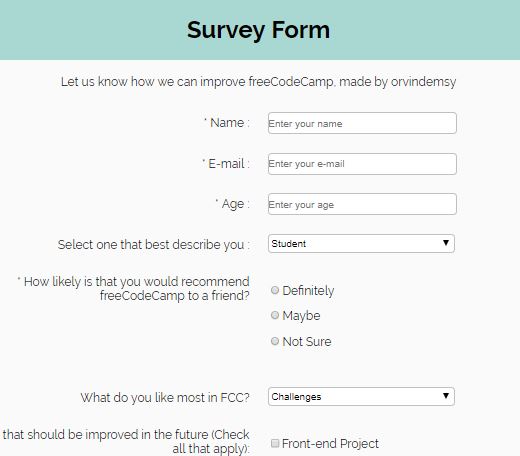 Survey Form
Let us know how we can improve freeCodeCamp, made by orvindemsy
* Name :
Enter your name
* E-mail :
Enter your e-mail
* Age :
Enter your age
Select one that best describe you :
Student
* How likely is that you would recommend
freeCodeCamp to a friend?
Definitely
Maybe
Not Sure
What do you like most in FCC?
Challenges
that should be improved in the future (Check
all that apply):
Front-end Project